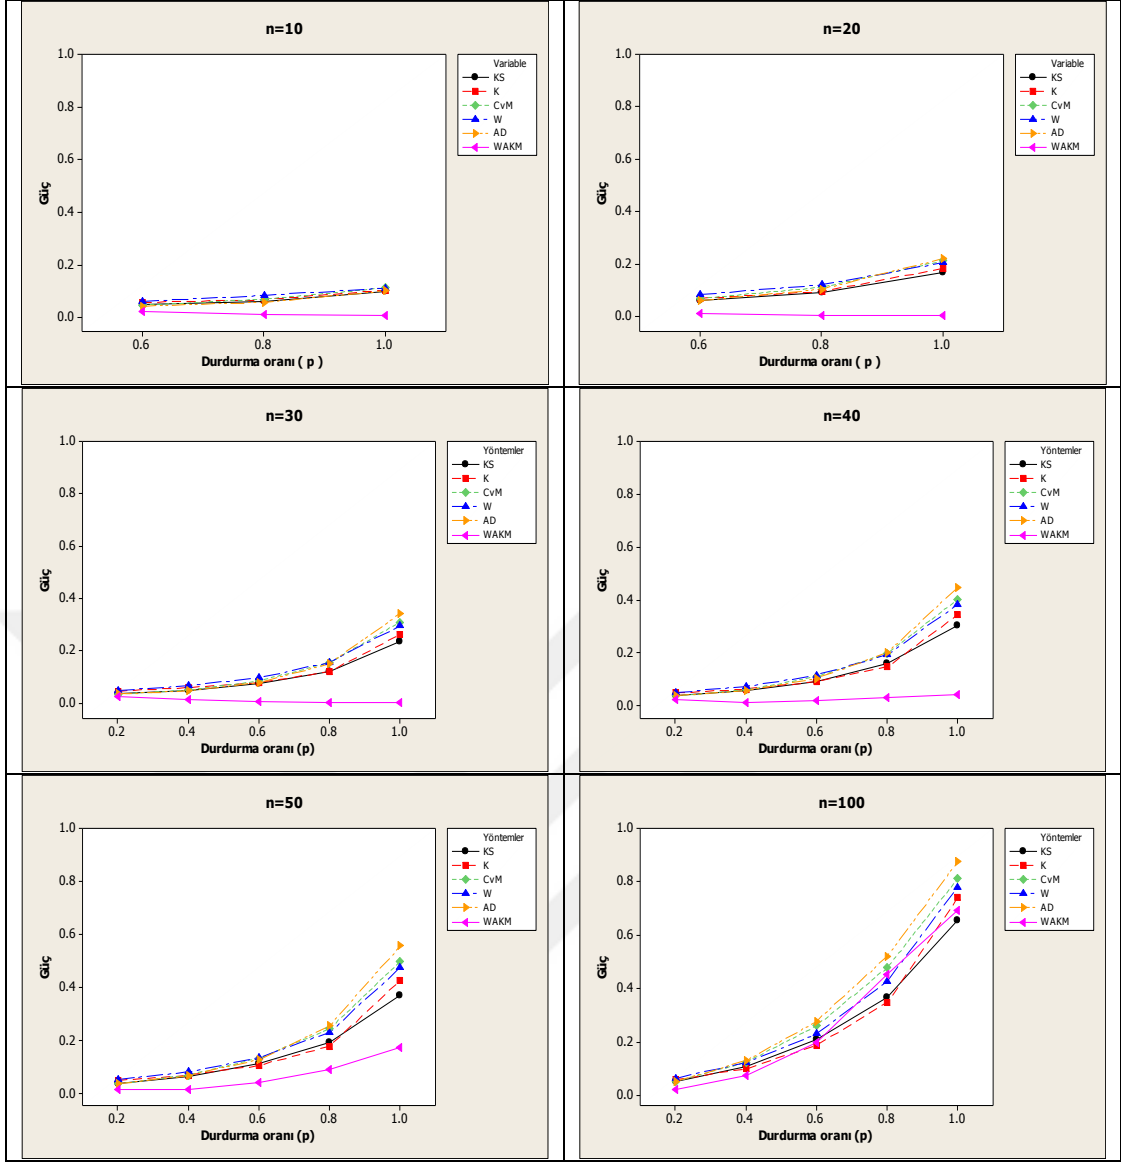 n=10
Variable
KS
K
CvM
W
AD
WAKM
Güç
1.0
0.8
0.6
0.4
0.2
0.0
0.6 0.8 1.0
Durdurma oranı ( p )
n=20
Variable
KS
K
CvM
W
AD
WAKM
Güç
1.0
0.8
0.6
0.4
0.2
0.0
0.6 0.8 1.0
Durdurma oranı ( p )
n=30
Yöntemler
KS
K
CvM
W
AD
WAKM
Güç
1.0
0.8
0.6
0.4
0.2
0.0
0.2 0.4 0.6 0.8 1.0
Durdurma oranı (p)
n=40
Yöntemler
KS
K
CvM
W
AD
WAKM
Güç
1.0
0.8
0.6
0.4
0.2
0.0
0.2 0.4 0.6 0.8 1.0
Durdurma oranı (p)
n=50
Yöntemler
KS
K
CvM
W
AD
WAKM
Güç
1.0
0.8
0.6
0.4
0.2
0.0
0.2 0.4 0.6 0.8 1.0
Durdurma oranı (p)
n=100
Yöntemler
KS
K
CvM
W
AD
WAKM
Güç
1.0
0.8
0.6
0.4
0.2
0.0
0.2 0.4 0.6 0.8 1.0
Durdurma oranı (p)